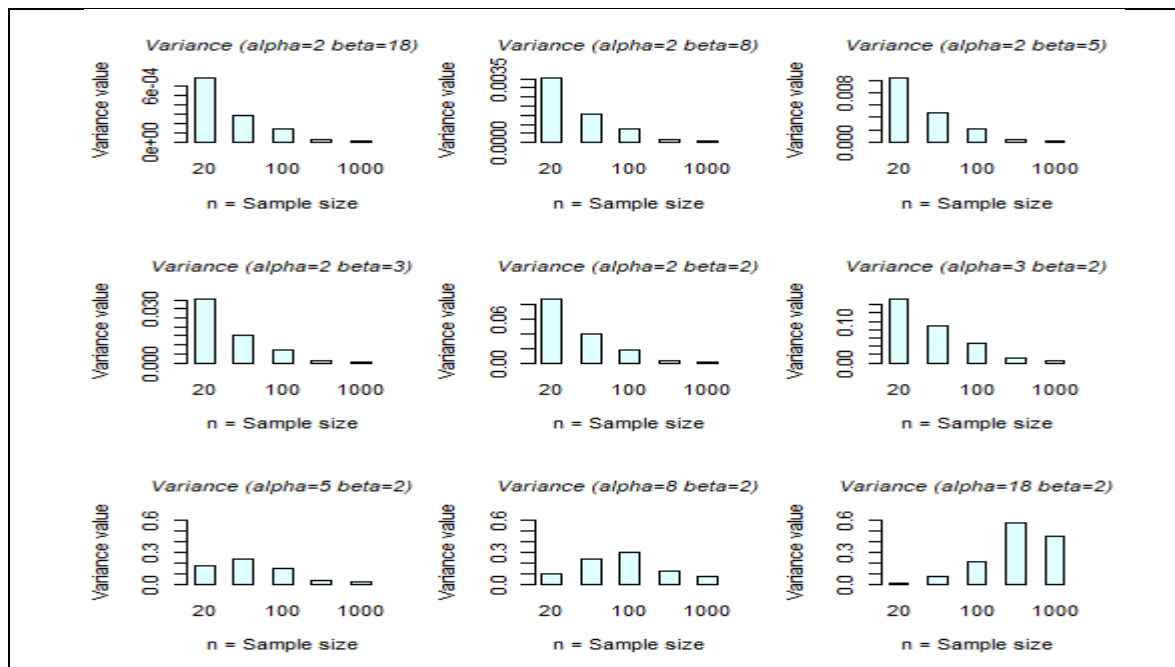 Variance (alpha=2 beta=18)
Variance value
0e+00 6e-04
20 100 1000
n = Sample size
Variance (alpha=2 beta=8)
Variance value
0.0000 0.0035
20 100 1000
n = Sample size
Variance (alpha=2 beta=5)
Variance value
0.000 0.008
20 100 1000
n = Sample size
Variance (alpha=2 beta=3)
Variance value
0.000 0.030
20 100 1000
n = Sample size
Variance (alpha=2 beta=2)
Variance value
0.00 0.06
20 100 1000
n = Sample size
Variance (alpha=3 beta=2)
Variance value
0.00 0.10
20 100 1000
n = Sample size
Variance (alpha=5 beta=2)
Variance value
0.0 0.3 0.6
20 100 1000
n = Sample size
Variance (alpha=8 beta=2)
Variance value
0.0 0.3 0.6
20 100 1000
n = Sample size
Variance (alpha=18 beta=2)
Variance value
0.0 0.3 0.6
20 100 1000
n = Sample size